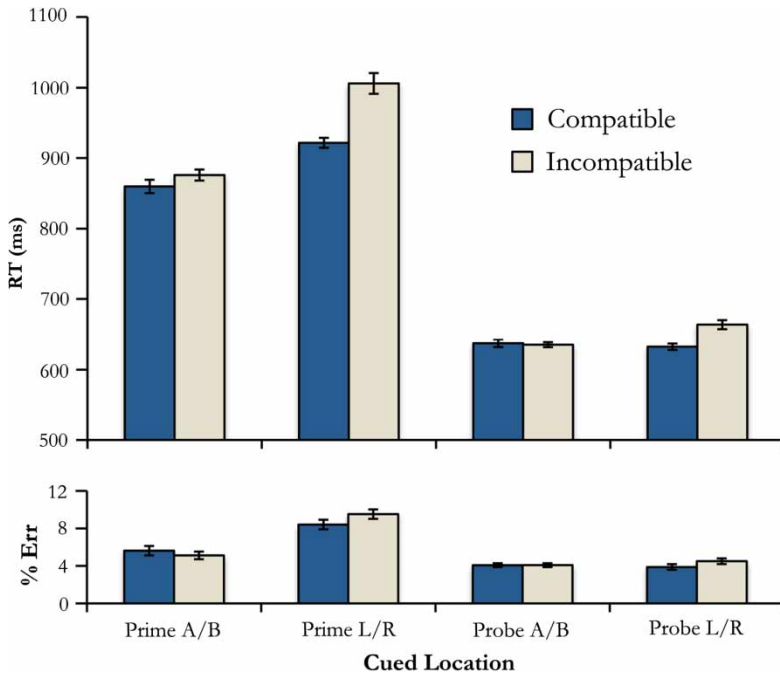 1100
1000
900
800
700
600
500
RT (ms)
Compatible
Incompatible
12
8
4
0
% Err
Prime A/B
Prime L/R
Probe A/B
Probe L/R
Cued Location